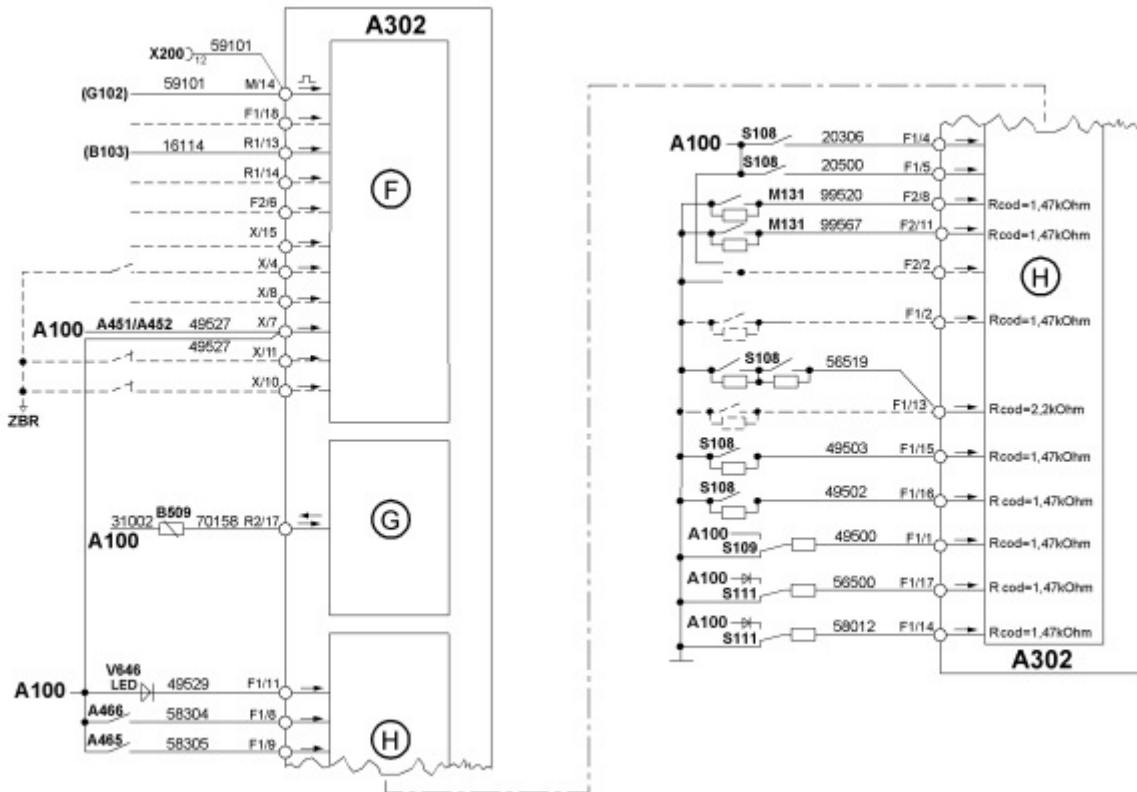 A302
X200 12 59101
(G102) 59101 M/14
F1/18
(B103) 16114 R1/13
R1/14
F
F2/6
X/15
X/4
X/8
A100 A451/A452 49527 X/7
49527 X/11
X/10
ZBR
A100 31002 B509 70158 R2/17
G
A100 V646 LED 49529 F1/11
A466 58304 F1/8
A465 58305 F1/9
H
A100 S108 20306 F1/4
S108 20500 F1/5
M131 99520 F2/8 Rcod=1,47kOhm
M131 99567 F2/11 Rcod=1,47kOhm
F2/2
H
F1/2 Rcod=1,47kOhm
S108 56519
F1/13 Rcod=2,2kOhm
S108 49503 F1/15 Rcod=1,47kOhm
S108 49502 F1/16 Rcod=1,47kOhm
A100 S109 49500 F1/1 Rcod=1,47kOhm
A100 S111 56500 F1/17 Rcod=1,47kOhm
A100 S111 58012 F1/14 Rcod=1,47kOhm
A302